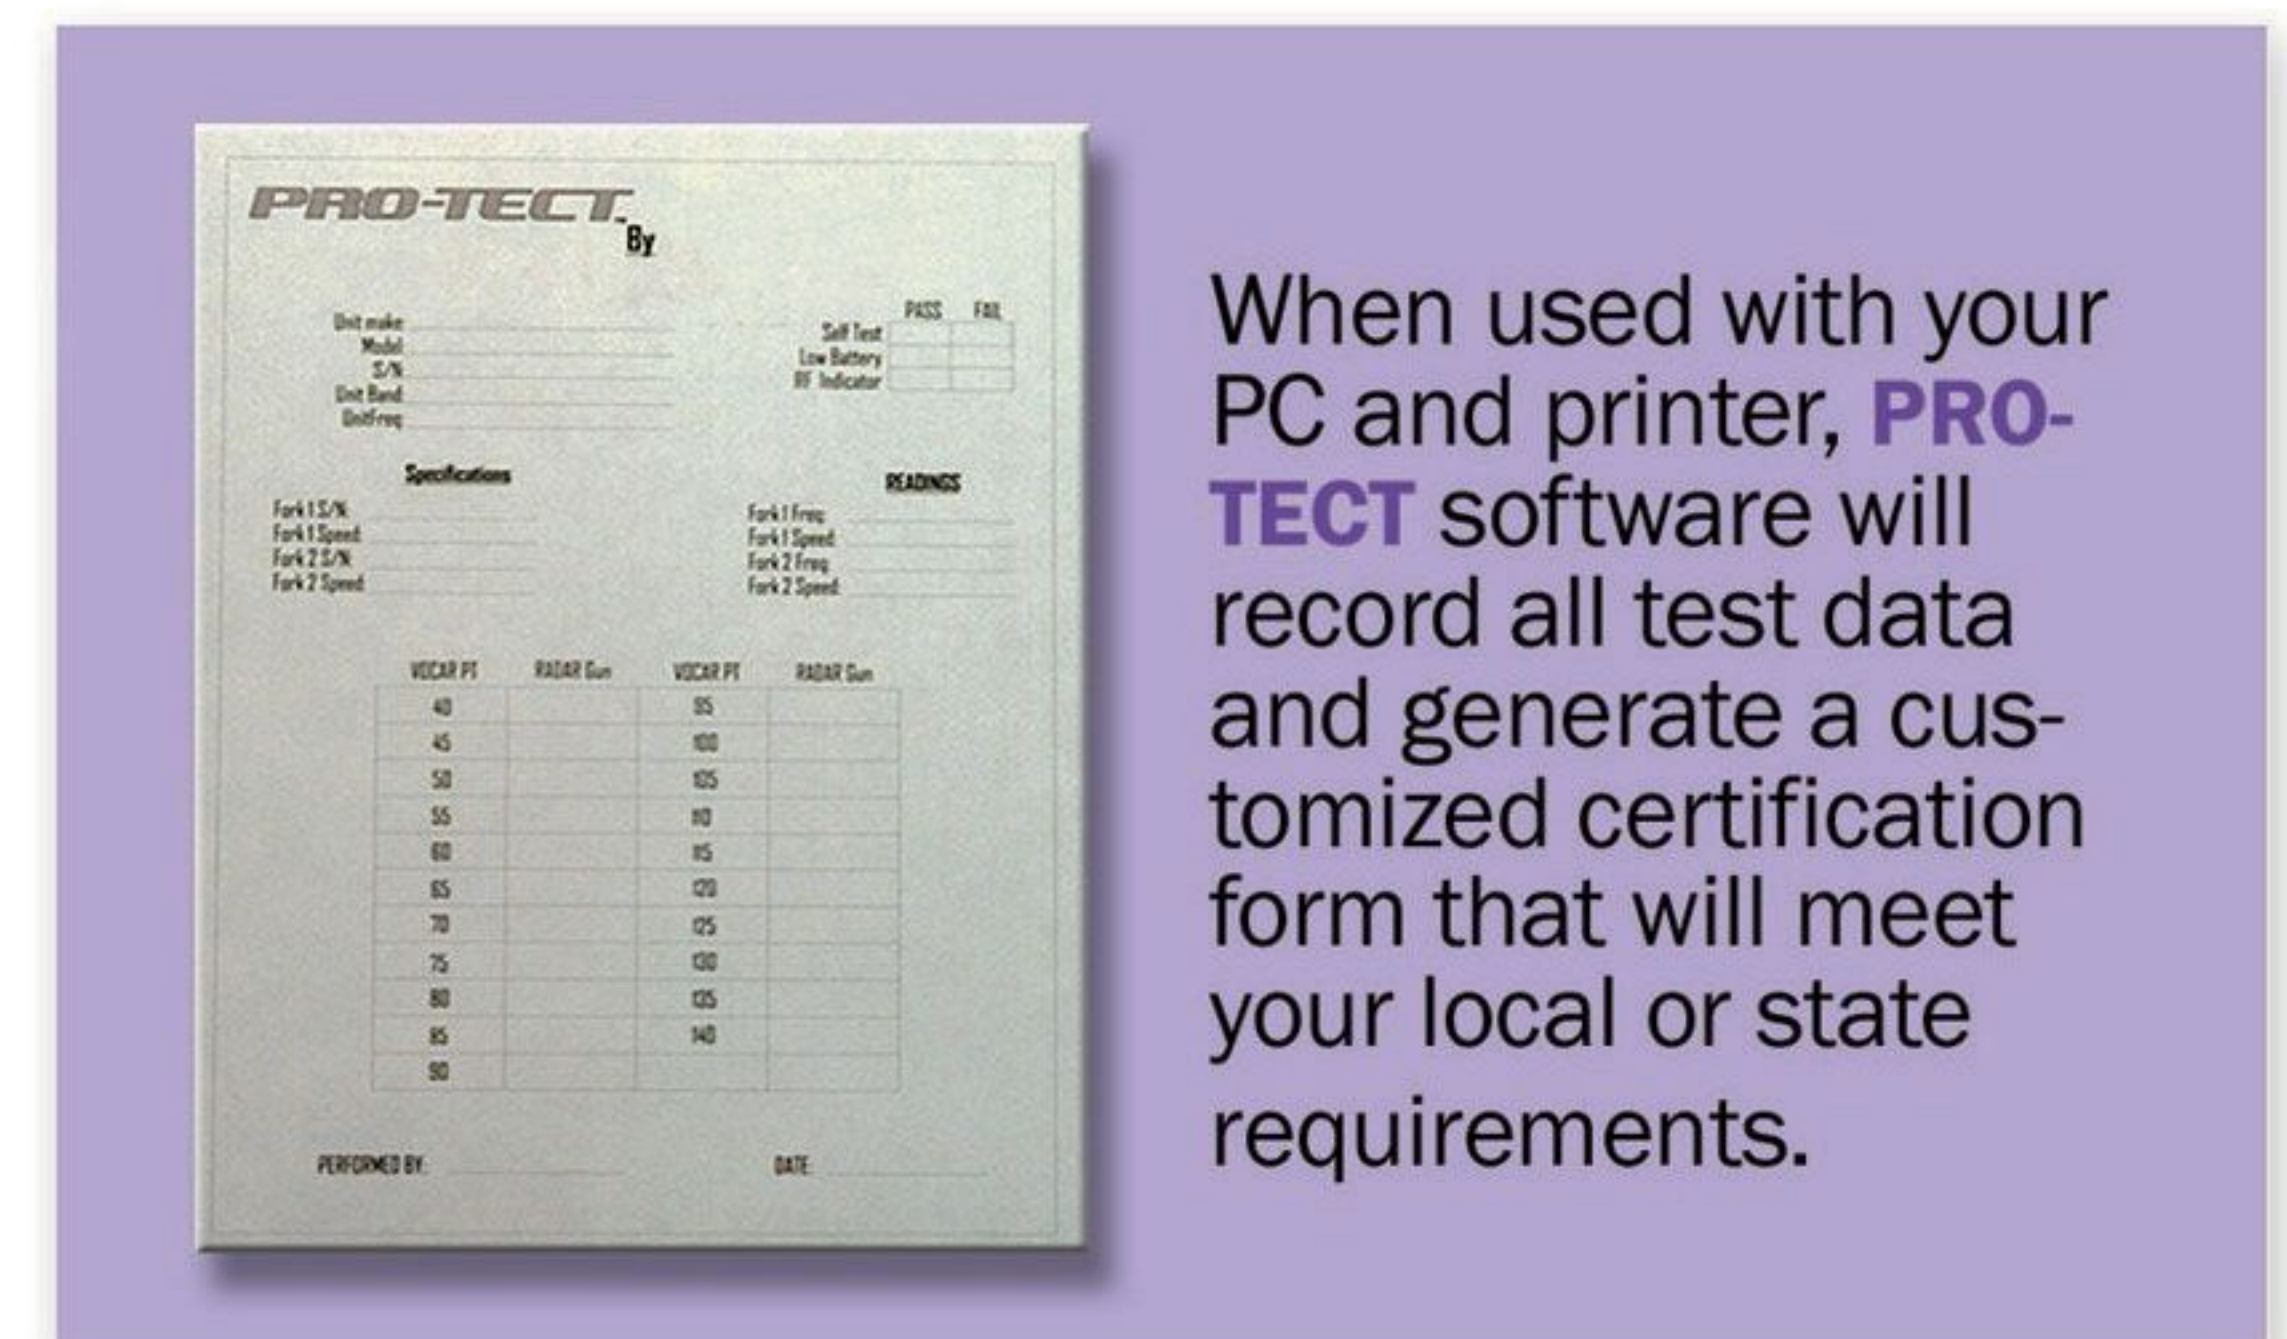 PRO-TECT™
By
PASS FAIL
Unit make
Model
S/N
Unit Band
UnitFreq
Self Test
Low Battery
RF Indicator
Specifications
Fork 1 S/N:
Fork 1 Speed:
Fork 2 S/N:
Fork 2 Speed:
READINGS
Fork 1 Freq:
Fork 1 Speed:
Fork 2 Freq:
Fork 2 Speed:
VOCAR PT RADAR Gun VOCAR PT RADAR Gun
40 95
45 100
50 105
55 110
60 115
65 120
70 125
75 130
80 135
85 140
90
PERFORMED BY: DATE:
When used with your
PC and printer, PRO-
TECT software will
record all test data
and generate a cus-
tomized certification
form that will meet
your local or state
requirements.